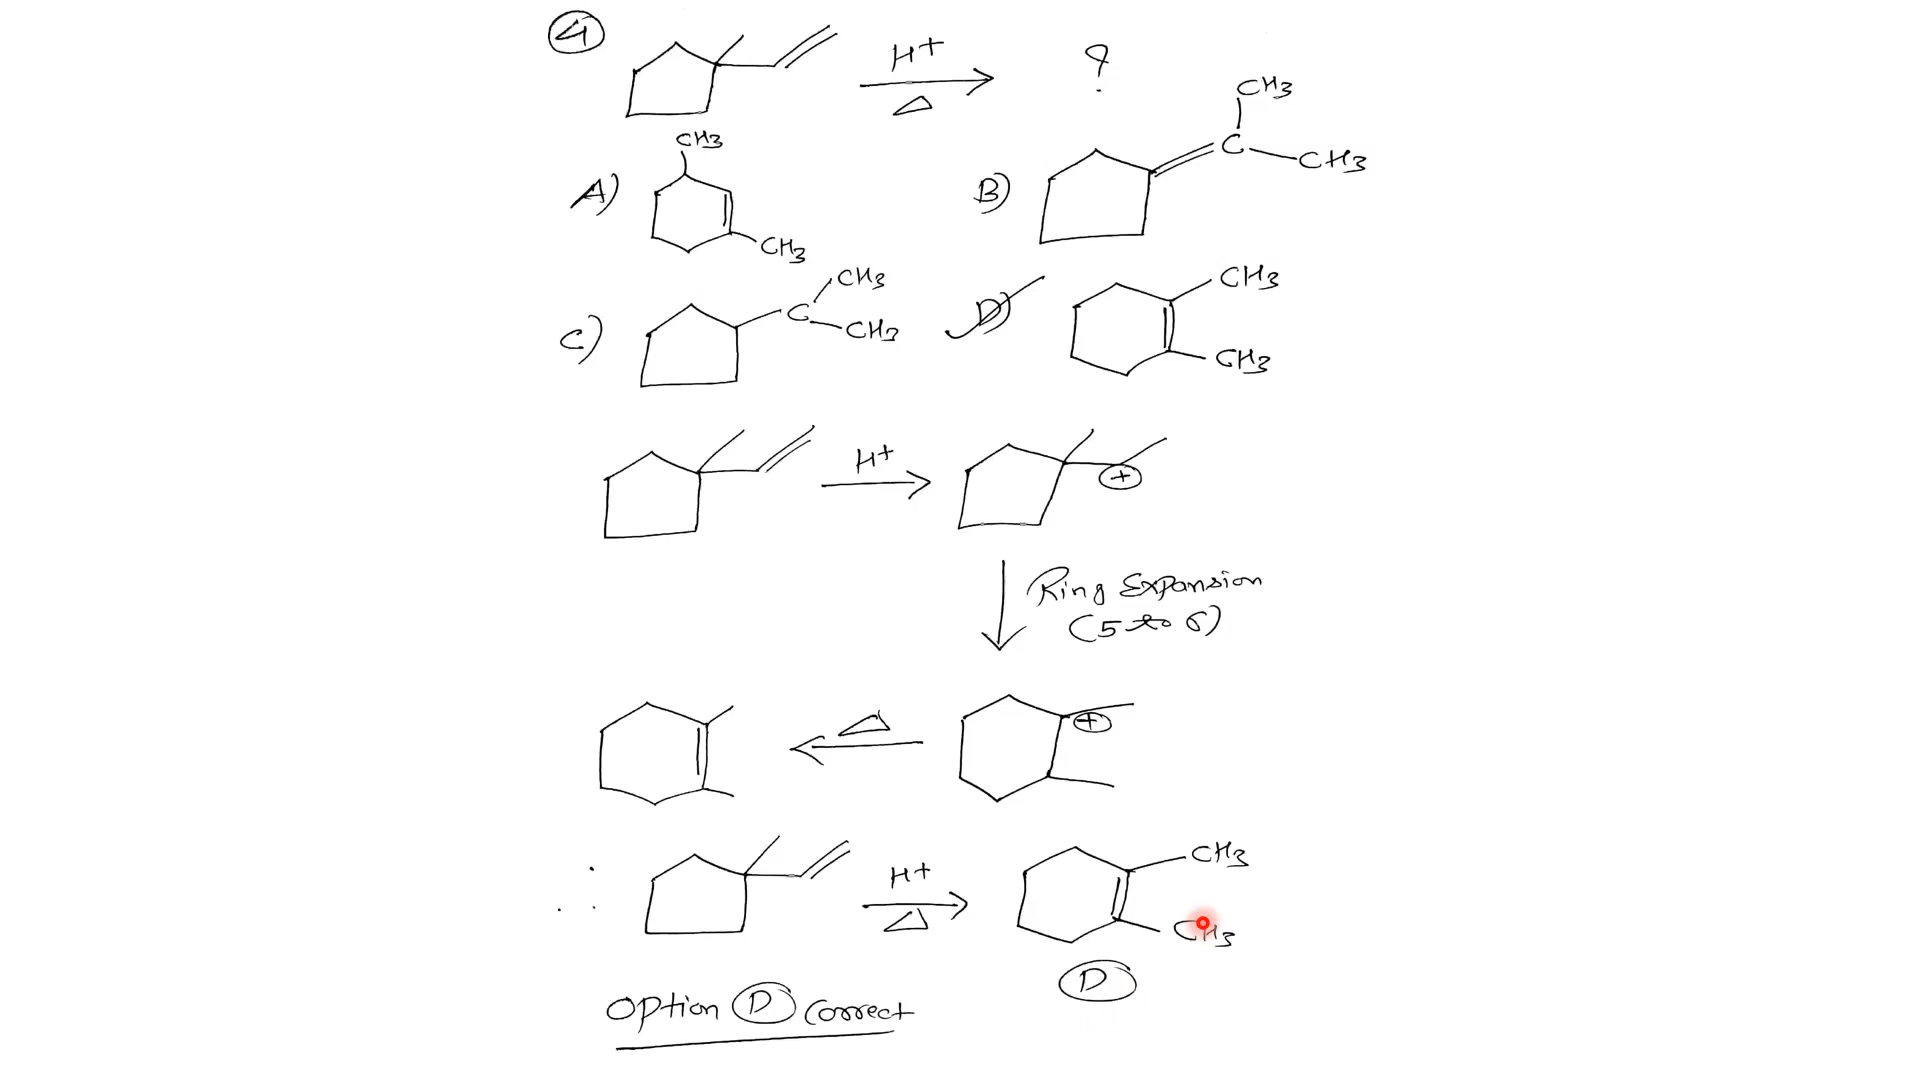 4
H+
Δ
?
A)
CH3
CH3
B)
C
CH3
CH3
C)
C
CH3
CH3
D)
CH3
CH3
H+
+
Ring Expansion
(5 to 6)
+
Δ
∴
H+
Δ
CH3
CH3
D
Option D correct